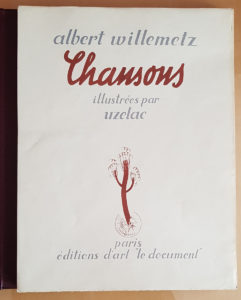 albert willemetz
Chansons
illustrées par
uzelac
paris
éditions d'art "le document"